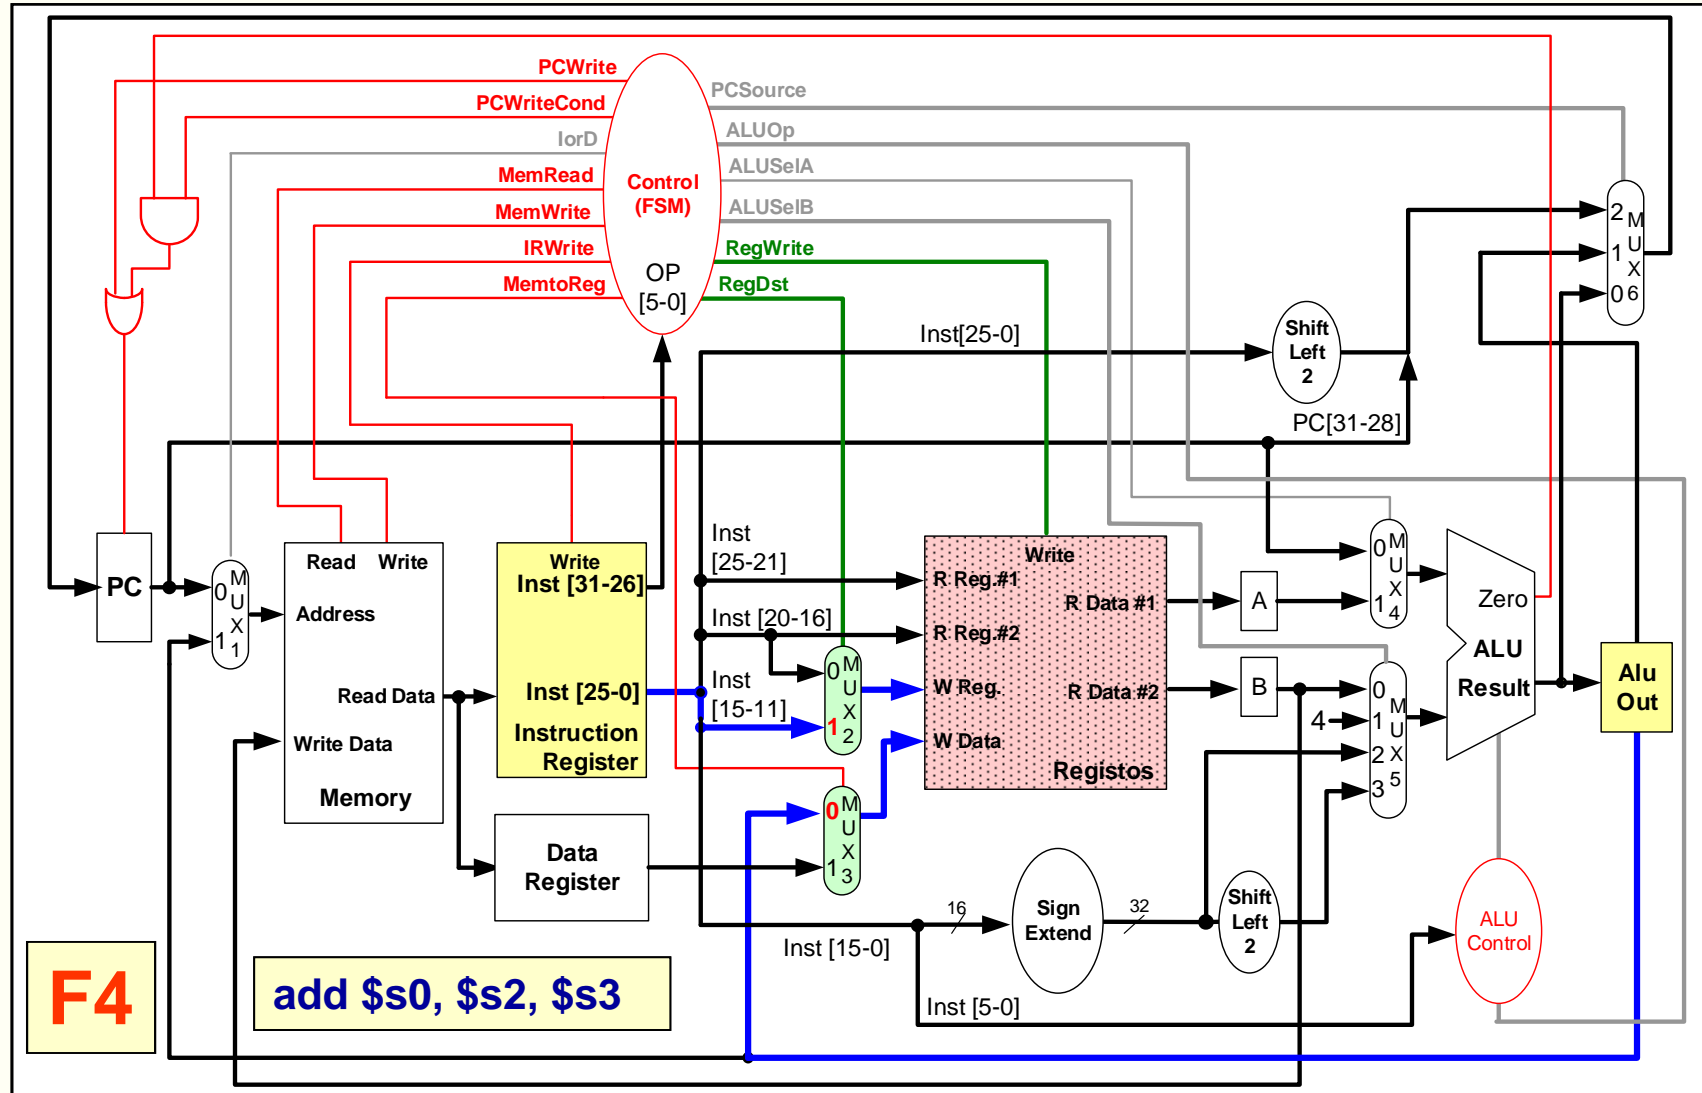 PCWrite
PCWriteCond
IorD
MemRead
MemWrite
IRWrite
MemtoReg
Control
(FSM)
OP
[5-0]
PCSource
ALUOp
ALUSelA
ALUSelB
RegWrite
RegDst
2
1
0
M
U
X
6
Inst[25-0]
Shift
Left
2
PC[31-28]
PC
0
1
M
U
X
1
Read Write
Address
Read Data
Write Data
Memory
Write
Inst [31-26]
Inst [25-0]
Instruction
Register
Data
Register
Inst
[25-21]
Inst [20-16]
Inst
[15-11]
0
1
M
U
X
2
0
1
M
U
X
3
Write
R Reg.#1
R Data #1
R Reg.#2
W Reg.
R Data #2
W Data
Registos
A
B
0
1
M
U
X
4
4
0
1
2
3
M
U
X
5
Zero
ALU
Result
Alu
Out
Inst [15-0]
16
Sign
Extend
32
Shift
Left
2
ALU
Control
Inst [5-0]
F4
add $s0, $s2, $s3